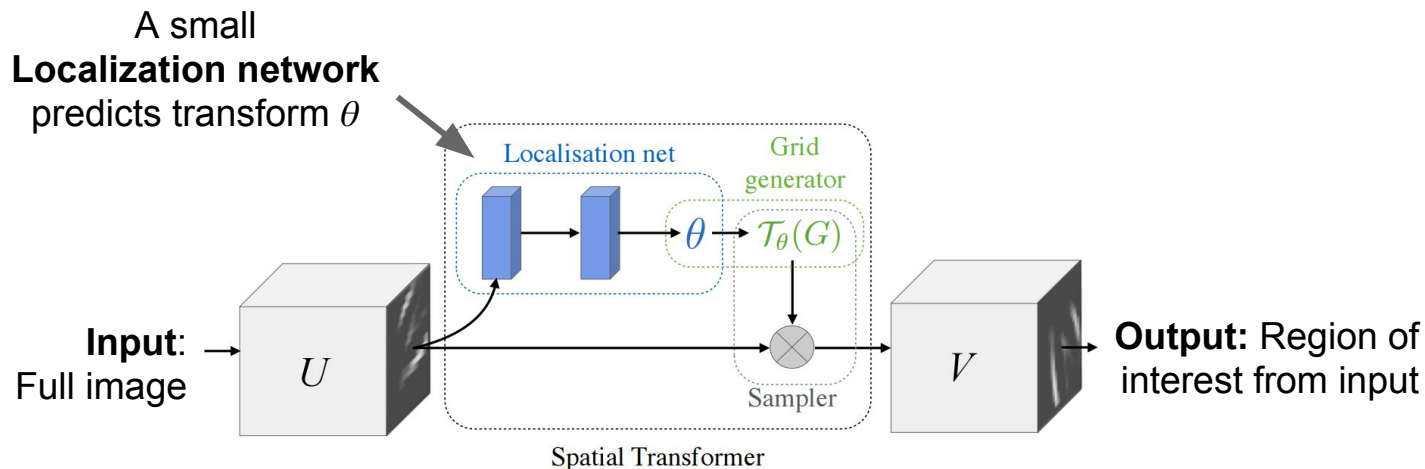 A small
Localization network
predicts transform θ
Localisation net
Grid
generator
θ
𝒯θ(G)
Input:
Full image
U
V
Output: Region of
interest from input
Sampler
Spatial Transformer